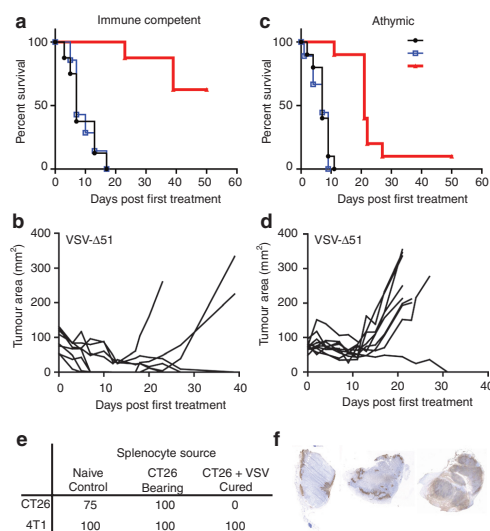 a
Immune competent
Percent survival
100
50
0
0 10 20 30 40 50 60
Days post first treatment
c
Athymic
Percent survival
100
50
0
0 10 20 30 40 50 60
Days post first treatment
b
VSV-Δ51
Tumour area (mm²)
400
300
200
100
0
0 10 20 30 40
Days post first treatment
d
VSV-Δ51
Tumour area (mm²)
400
300
200
100
0
0 10 20 30 40
Days post first treatment
e
Splenocyte source
Naive CT26 CT26 + VSV
Control Bearing Cured
CT26 75 100 0
4T1 100 100 100
f